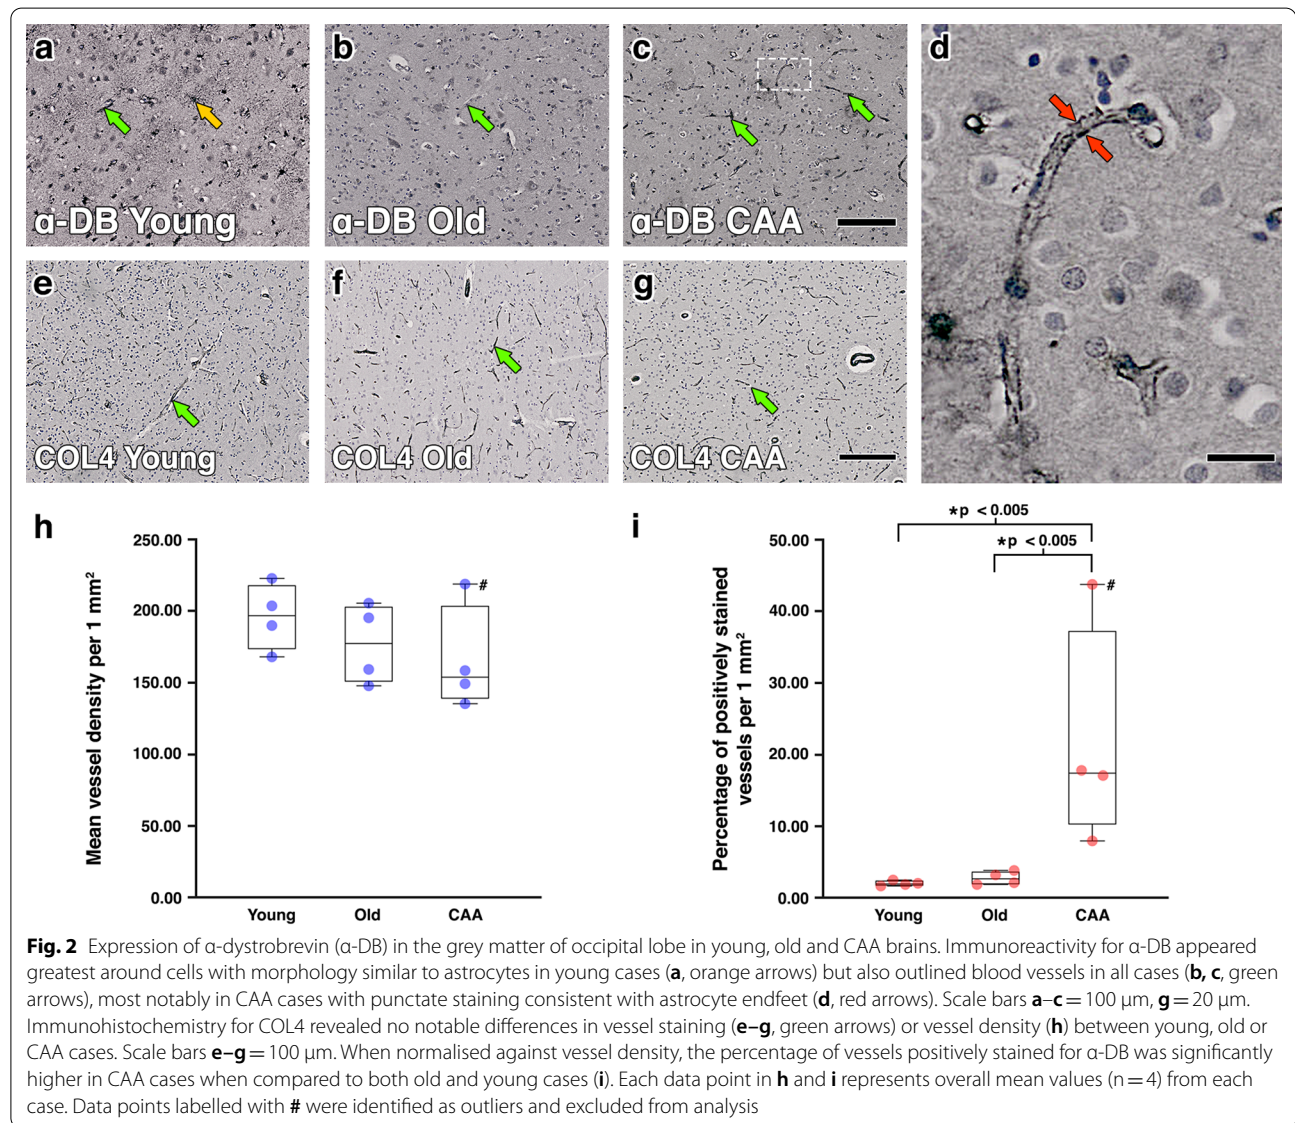 a
b
c
d
α-DB Young
α-DB Old
α-DB CAA
e
f
g
COL4 Young
COL4 Old
COL4 CAA
h
Mean vessel density per 1 mm²
250.00
200.00
150.00
100.00
50.00
0.00
#
Young
Old
CAA
i
Percentage of positively stained
vessels per 1 mm²
50.00
40.00
30.00
20.00
10.00
0.00
*p < 0.005
*p < 0.005
#
Young
Old
CAA
Fig. 2 Expression of α-dystrobrevin (α-DB) in the grey matter of occipital lobe in young, old and CAA brains. Immunoreactivity for α-DB appeared
greatest around cells with morphology similar to astrocytes in young cases (a, orange arrows) but also outlined blood vessels in all cases (b, c, green
arrows), most notably in CAA cases with punctate staining consistent with astrocyte endfeet (d, red arrows). Scale bars a–c = 100 μm, g = 20 μm.
Immunohistochemistry for COL4 revealed no notable differences in vessel staining (e–g, green arrows) or vessel density (h) between young, old or
CAA cases. Scale bars e–g = 100 μm. When normalised against vessel density, the percentage of vessels positively stained for α-DB was significantly
higher in CAA cases when compared to both old and young cases (i). Each data point in h and i represents overall mean values (n = 4) from each
case. Data points labelled with # were identified as outliers and excluded from analysis